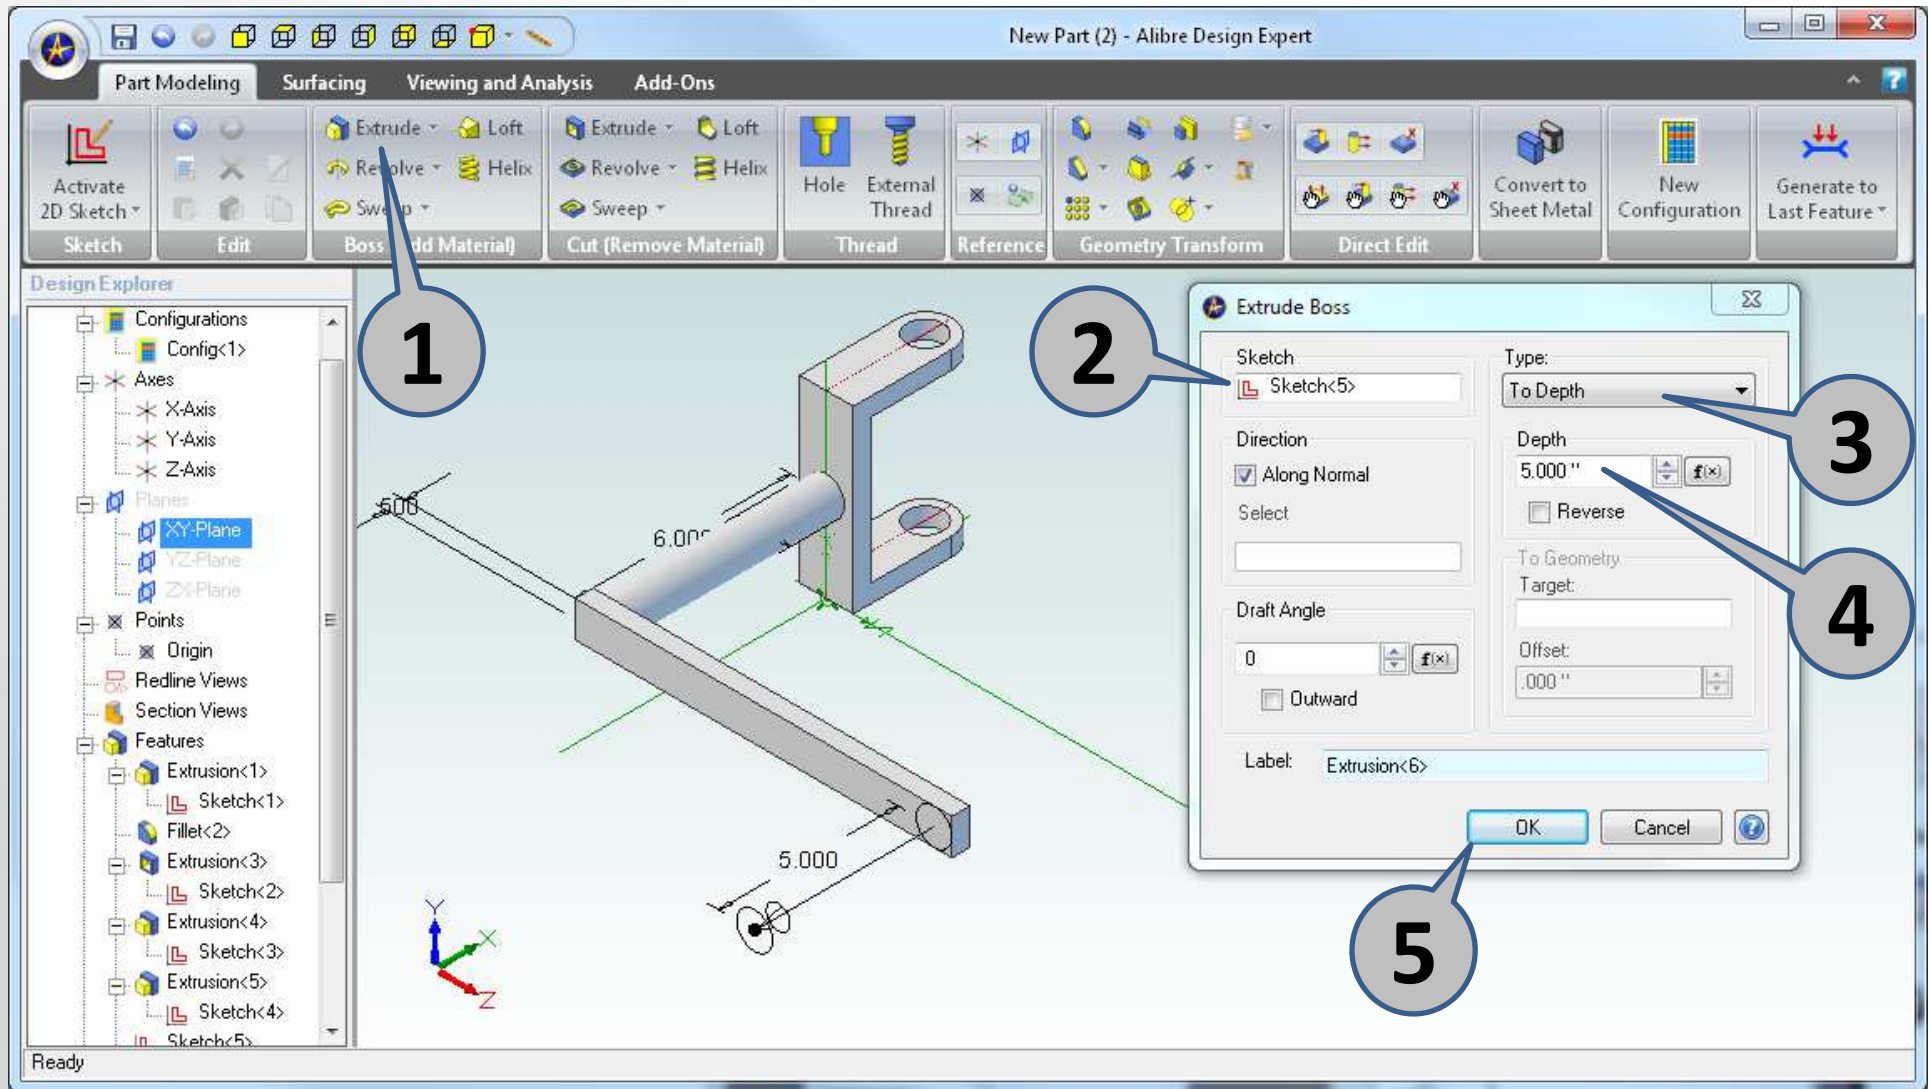 New Part (2) - Alibre Design Expert
Part Modeling Surfacing Viewing and Analysis Add-Ons
Activate
2D Sketch
Sketch
Edit
Extrude Loft
Revolve Helix
Sweep
Boss (Add Material)
Extrude Loft
Revolve Helix
Sweep
Cut (Remove Material)
Hole
External
Thread
Thread
Reference
Geometry Transform
Direct Edit
Convert to
Sheet Metal
New
Configuration
Generate to
Last Feature
Design Explorer
Configurations
Config<1>
Axes
X-Axis
Y-Axis
Z-Axis
Planes
XY-Plane
YZ-Plane
ZX-Plane
Points
Origin
Redline Views
Section Views
Features
Extrusion<1>
Sketch<1>
Fillet<2>
Extrusion<3>
Sketch<2>
Extrusion<4>
Sketch<3>
Extrusion<5>
Sketch<4>
Sketch<5>
Ready
1
.500
6.000
5.000
Y
X
Z
2
Extrude Boss
Sketch
Sketch<5>
Direction
Along Normal
Select
Draft Angle
0
f(x)
Outward
Type:
To Depth
Depth
5.000 "
f(x)
Reverse
To Geometry
Target:
Offset:
.000 "
Label:
Extrusion<6>
OK Cancel ?
3
4
5